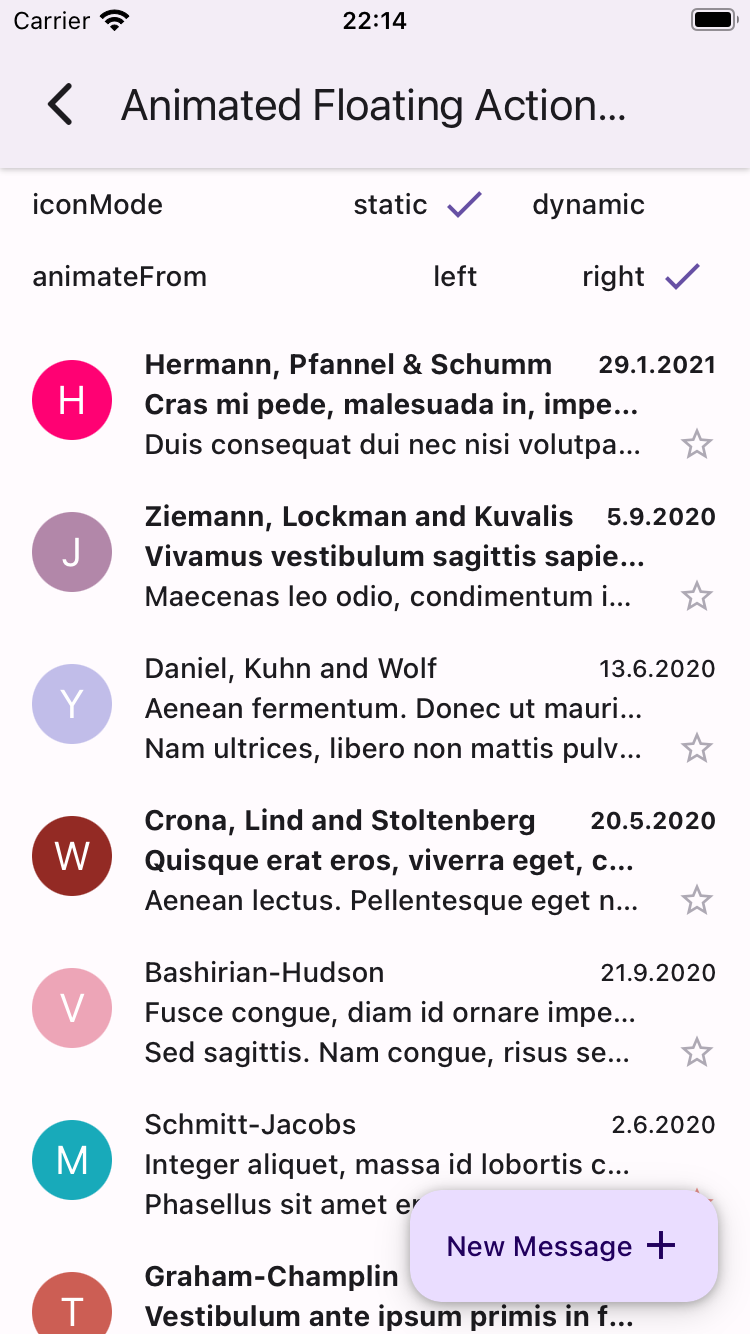 Carrier 22:14
Animated Floating Action...
iconMode static dynamic
animateFrom left right
Hermann, Pfannel & Schumm 29.1.2021
H
Cras mi pede, malesuada in, impe...
Duis consequat dui nec nisi volutpa...
Ziemann, Lockman and Kuvalis 5.9.2020
J
Vivamus vestibulum sagittis sapie...
Maecenas leo odio, condimentum i...
Daniel, Kuhn and Wolf 13.6.2020
Y
Aenean fermentum. Donec ut mauri...
Nam ultrices, libero non mattis pulv...
Crona, Lind and Stoltenberg 20.5.2020
W
Quisque erat eros, viverra eget, c...
Aenean lectus. Pellentesque eget n...
Bashirian-Hudson 21.9.2020
V
Fusce congue, diam id ornare impe...
Sed sagittis. Nam congue, risus se...
Schmitt-Jacobs 2.6.2020
M
Integer aliquet, massa id lobortis c...
Phasellus sit amet
New Message +
Graham-Champlin
T
Vestibulum ante ipsum primis in f...